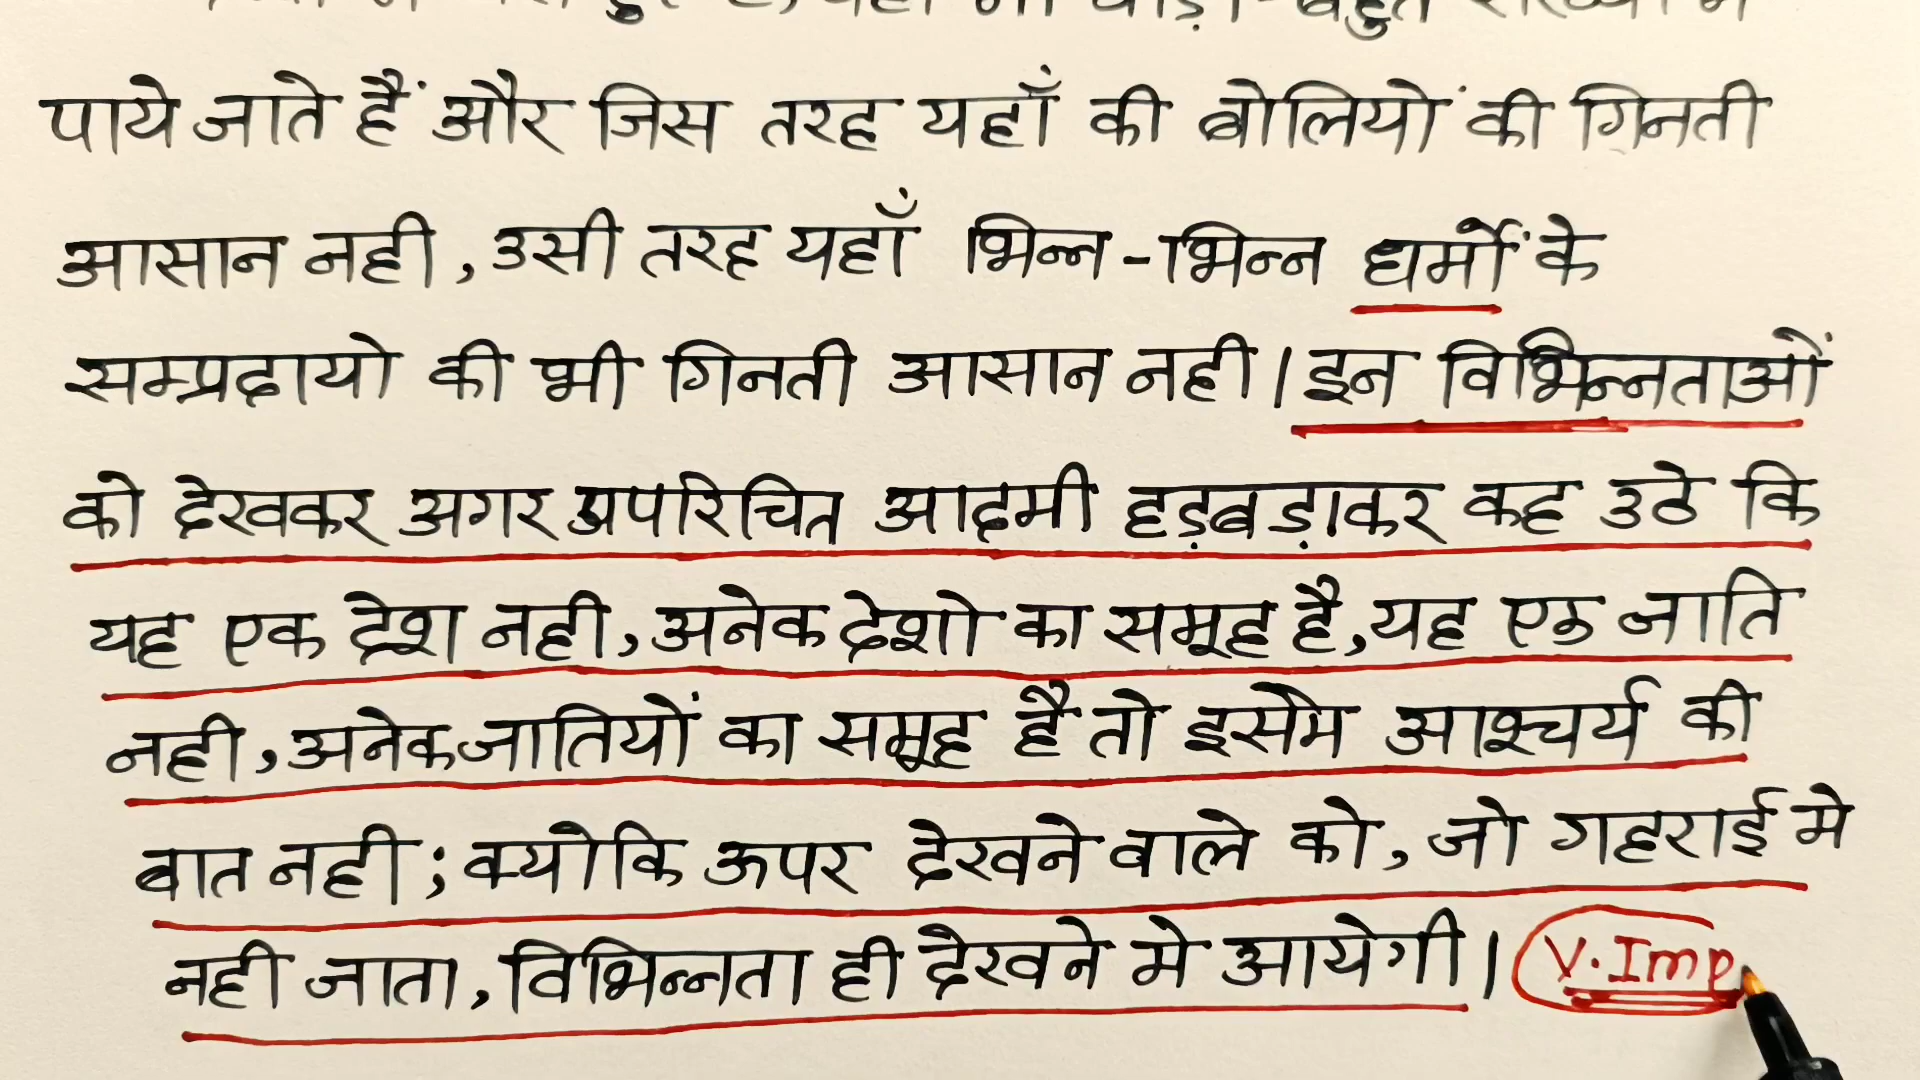 बहुत
पाये जाते हैं और जिस तरह यहाँ की बोलियों की गिनती
आसान नही, उसी तरह यहाँ भिन्न-भिन्न धर्मों के
सम्प्रदायो की भी गिनती आसान नही। इन विभिन्नताओं
को देखकर अगर अपरिचित आदमी हड़बड़ाकर कह उठे कि
यह एक देश नही, अनेक देशो का समूह है, यह एक जाति
नही, अनेक जातियों का समूह है तो इसमे आश्चर्य की
बात नही; क्योकि ऊपर देखने वाले को, जो गहराई मे
नही जाता, विभिन्नता ही देखने मे आयेगी। V. Imp